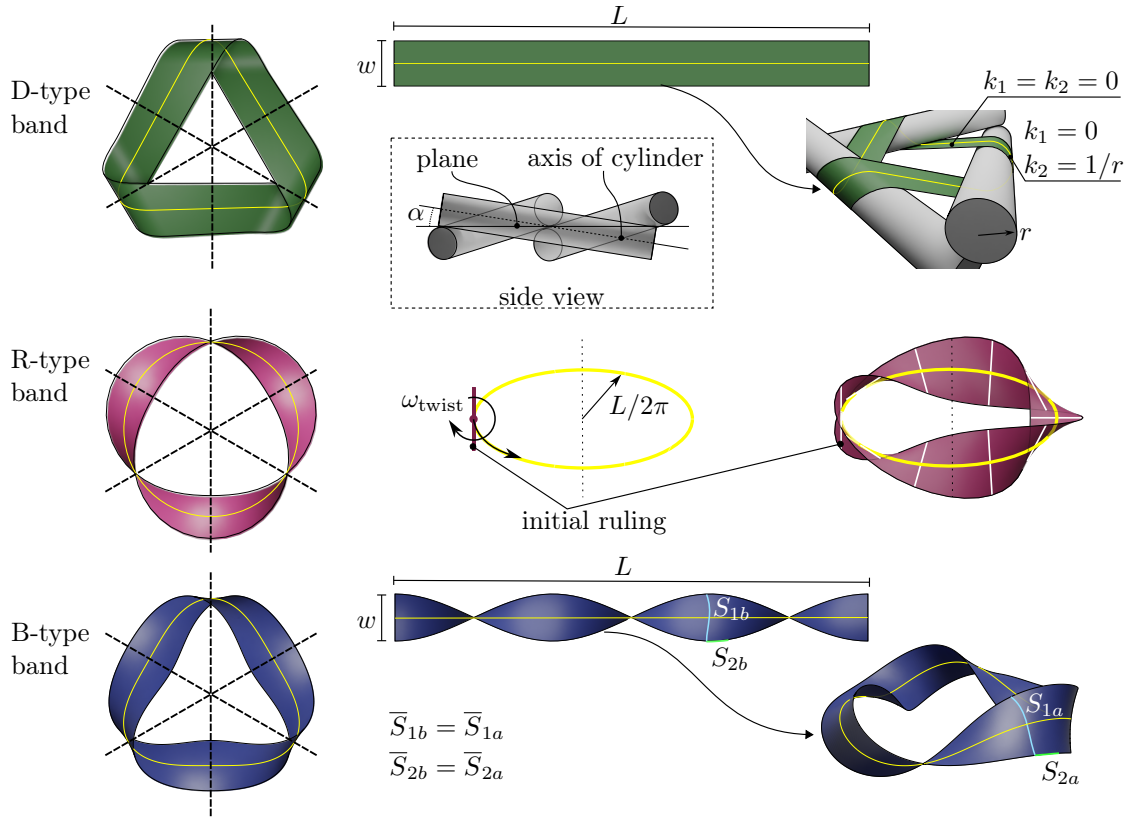 D-type
band
L
w
k₁ = k₂ = 0
k₁ = 0
k₂ = 1/r
r
plane
axis of cylinder
α
side view
R-type
band
ω_twist
L/2π
initial ruling
B-type
band
L
w
S₁b
S₂b
S̅₁b = S̅₁a
S̅₂b = S̅₂a
S₁a
S₂a